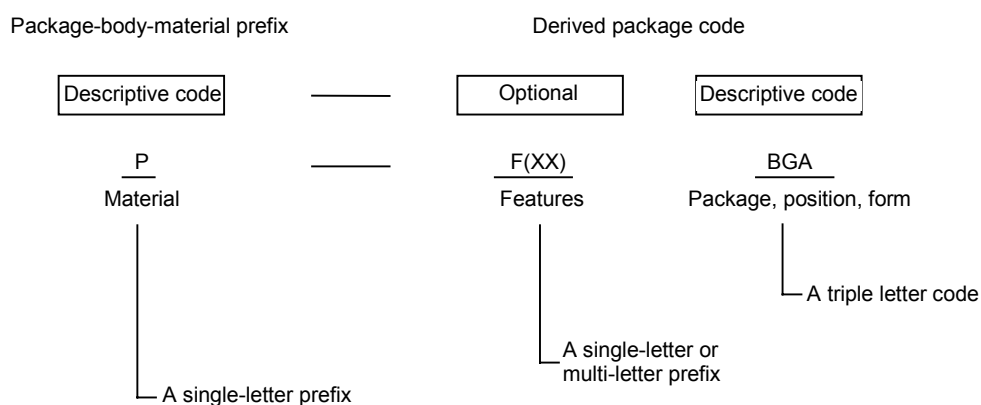 Package-body-material prefix
Derived package code
Descriptive code
Optional
Descriptive code
P
F(XX)
BGA
Material
Features
Package, position, form
A triple letter code
A single-letter or
multi-letter prefix
A single-letter prefix